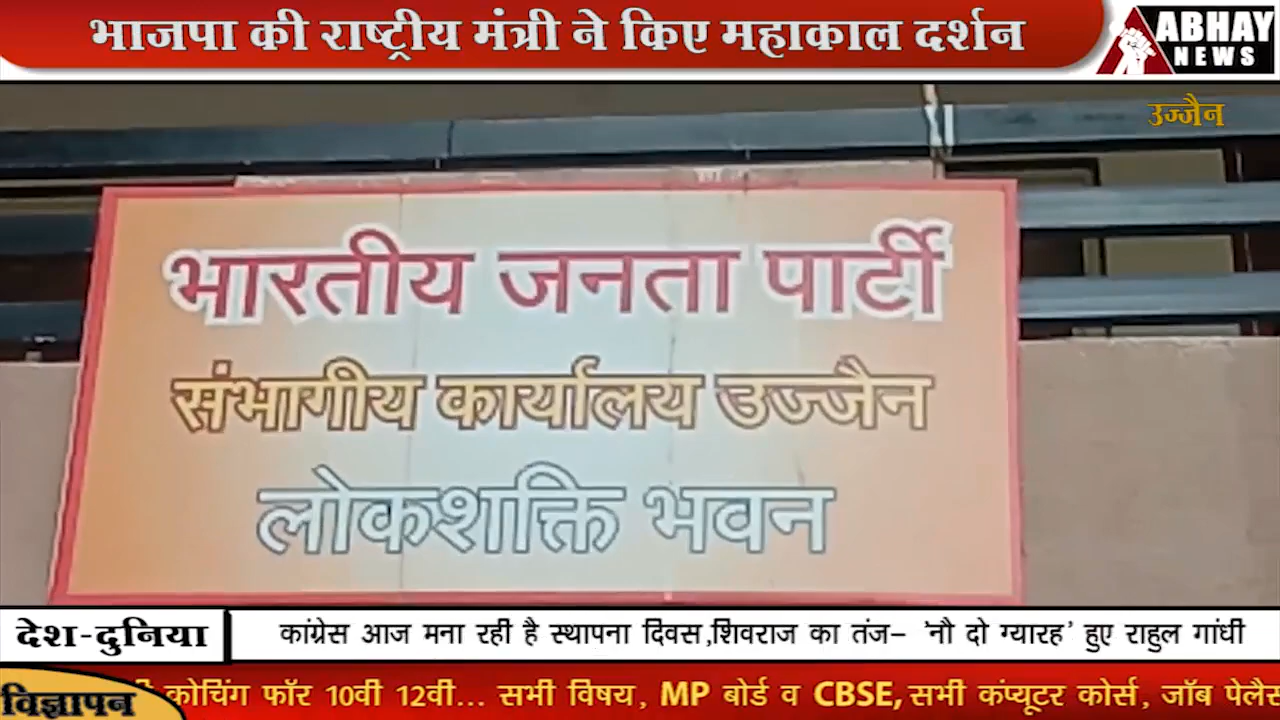 भाजपा की राष्ट्रीय मंत्री ने किए महाकाल दर्शन
ABHAY
NEWS
उज्जैन
भारतीय जनता पार्टी
संभागीय कार्यालय उज्जैन
लोकशक्ति भवन
देश-दुनिया
कांग्रेस आज मना रही है स्थापना दिवस,शिवराज का तंज- 'नौ दो ग्यारह' हुए राहुल गांधी
विज्ञापन
कोचिंग फॉर 10वी 12वी... सभी विषय, MP बोर्ड व CBSE, सभी कंप्यूटर कोर्स, जॉब पेलैस